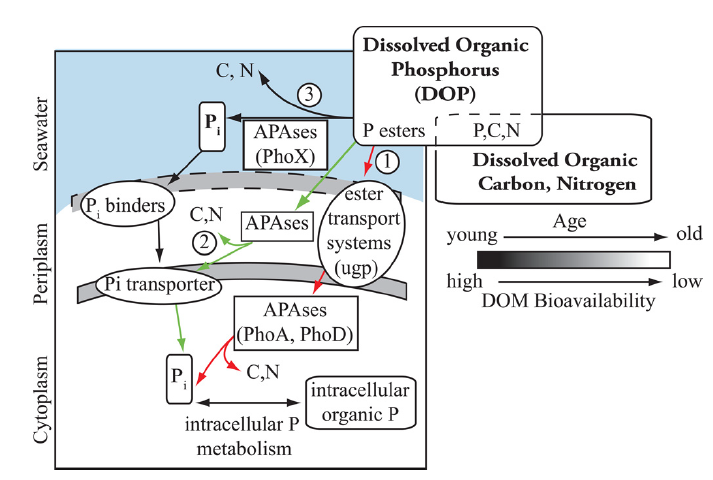 Dissolved Organic
Phosphorus
(DOP)
P esters
P,C,N
Dissolved Organic
Carbon, Nitrogen
C, N
3
Pi
APAses
(PhoX)
1
Seawater
Pi binders
ester
transport
systems
(ugp)
C,N
2
APAses
Periplasm
Pi transporter
APAses
(PhoA, PhoD)
C,N
Pi
Cytoplasm
intracellular P
metabolism
intracellular
organic P
Age
young
old
high
low
DOM Bioavailability